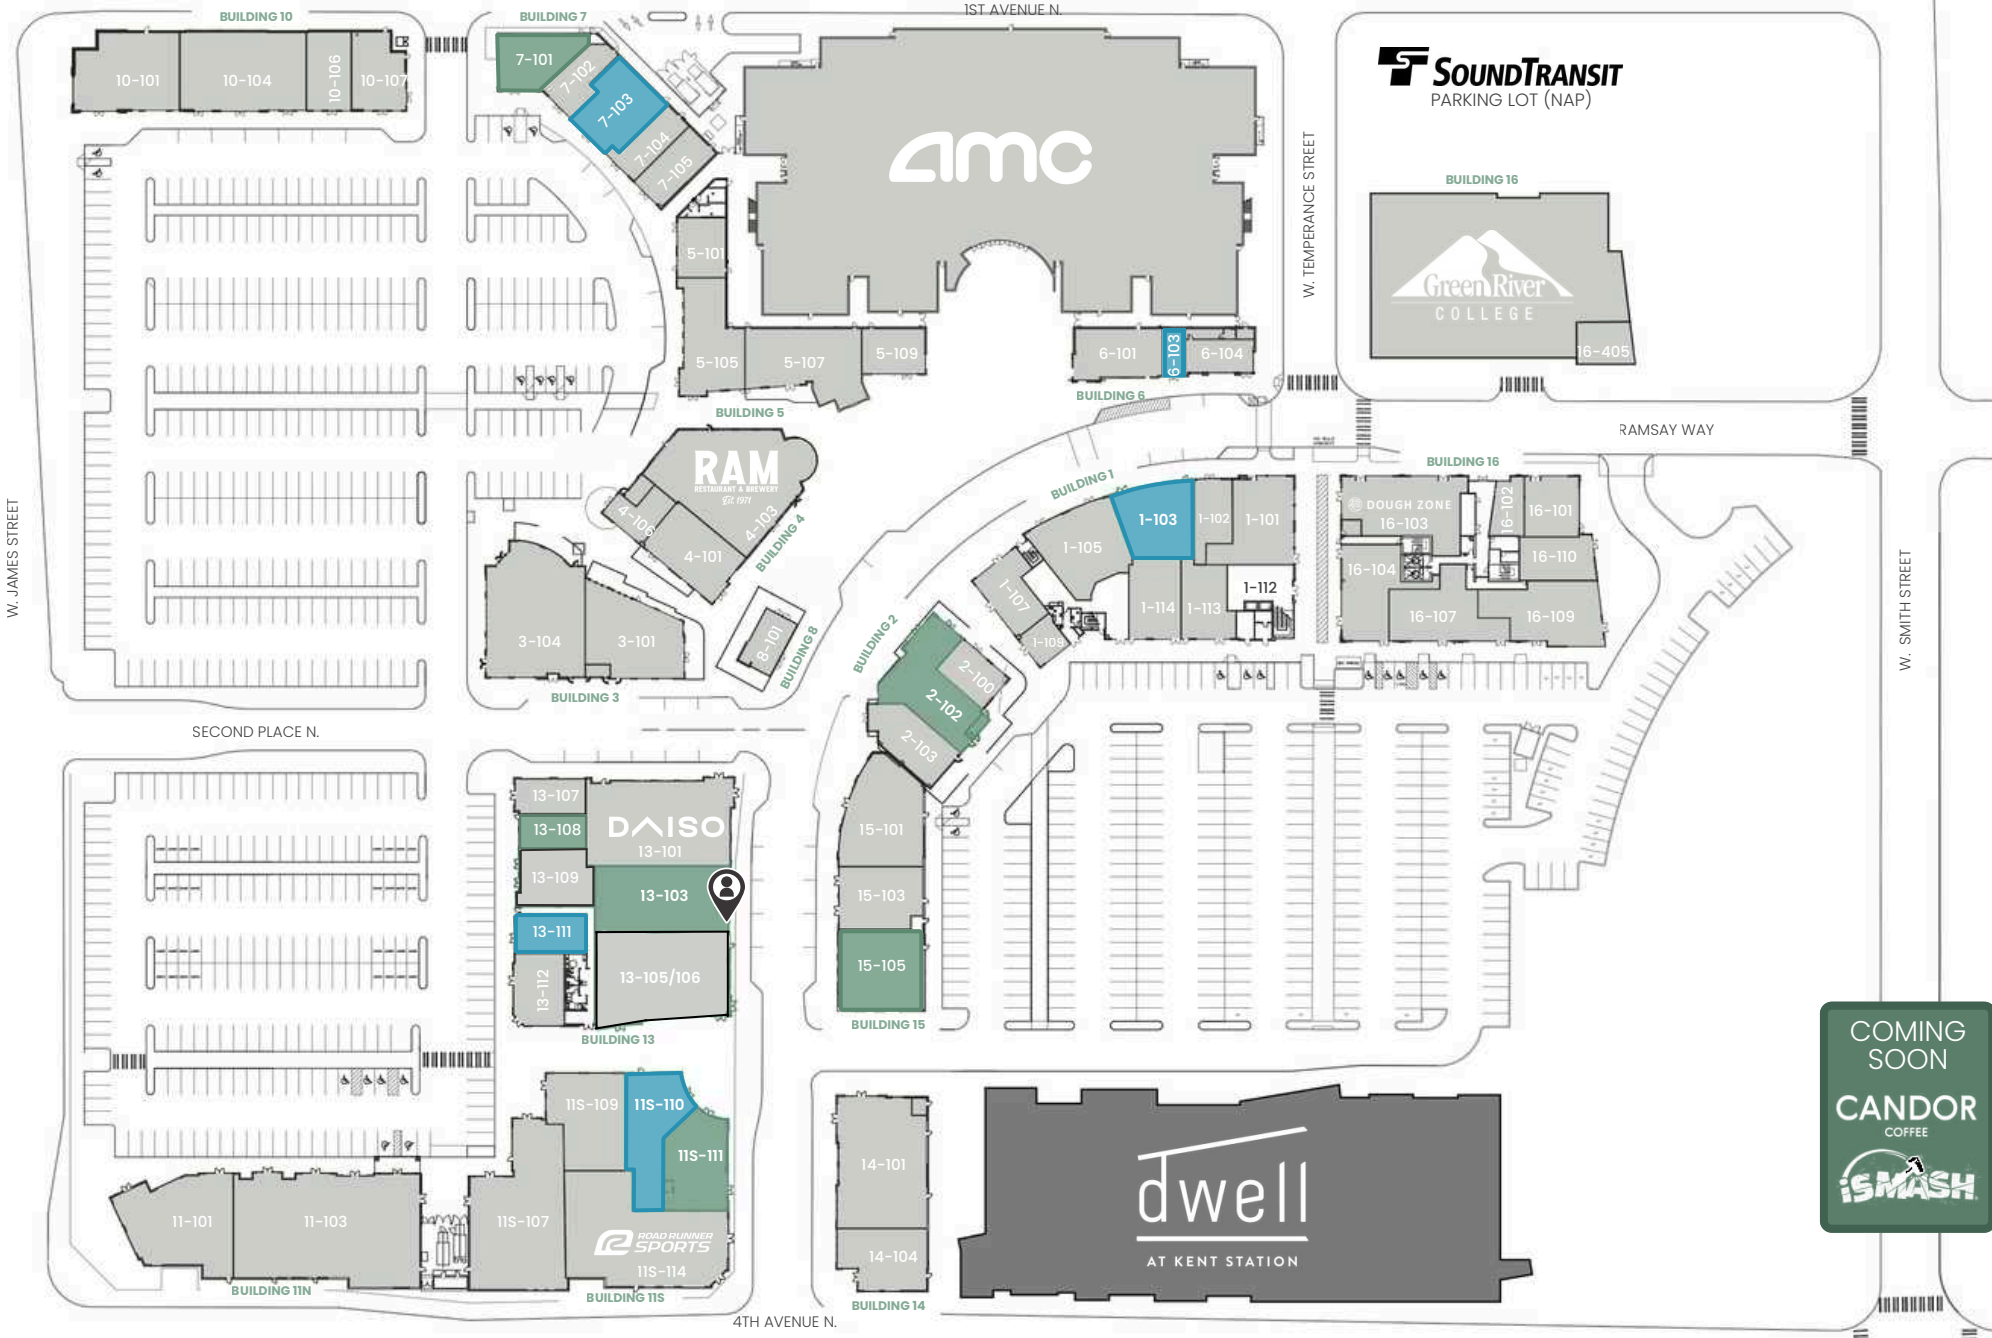 BUILDING 10
BUILDING 7
1ST AVENUE N.
10-101
10-104
10-106
10-107
7-101
7-102
7-103
7-104
7-105
amc
SOUNDTRANSIT
PARKING LOT (NAP)
W. TEMPERANCE STREET
BUILDING 16
Green River
COLLEGE
16-405
5-101
5-105
5-107
5-109
6-101
6-103
6-104
BUILDING 5
BUILDING 6
RAMSAY WAY
RAM
RESTAURANT & BREWERY
Est. 1971
4-106
4-103
4-101
BUILDING 4
BUILDING 1
BUILDING 16
1-105
1-103
1-102
1-101
1-107
1-109
1-114
1-113
1-112
DOUGH ZONE
16-103
16-102
16-101
16-110
16-104
16-107
16-109
W. JAMES STREET
W. SMITH STREET
3-104
3-101
BUILDING 3
8-101
BUILDING 8
BUILDING 2
2-100
2-102
2-103
SECOND PLACE N.
13-107
13-108
DAISO
13-101
13-109
13-103
13-111
13-112
13-105/106
BUILDING 13
15-101
15-103
15-105
BUILDING 15
COMING
SOON
CANDOR
COFFEE
iSMASH
11S-109
11S-110
11S-111
11-101
11-103
11S-107
ROAD RUNNER
SPORTS
11S-114
BUILDING 11N
BUILDING 11S
14-101
14-104
BUILDING 14
dwell
AT KENT STATION
4TH AVENUE N.